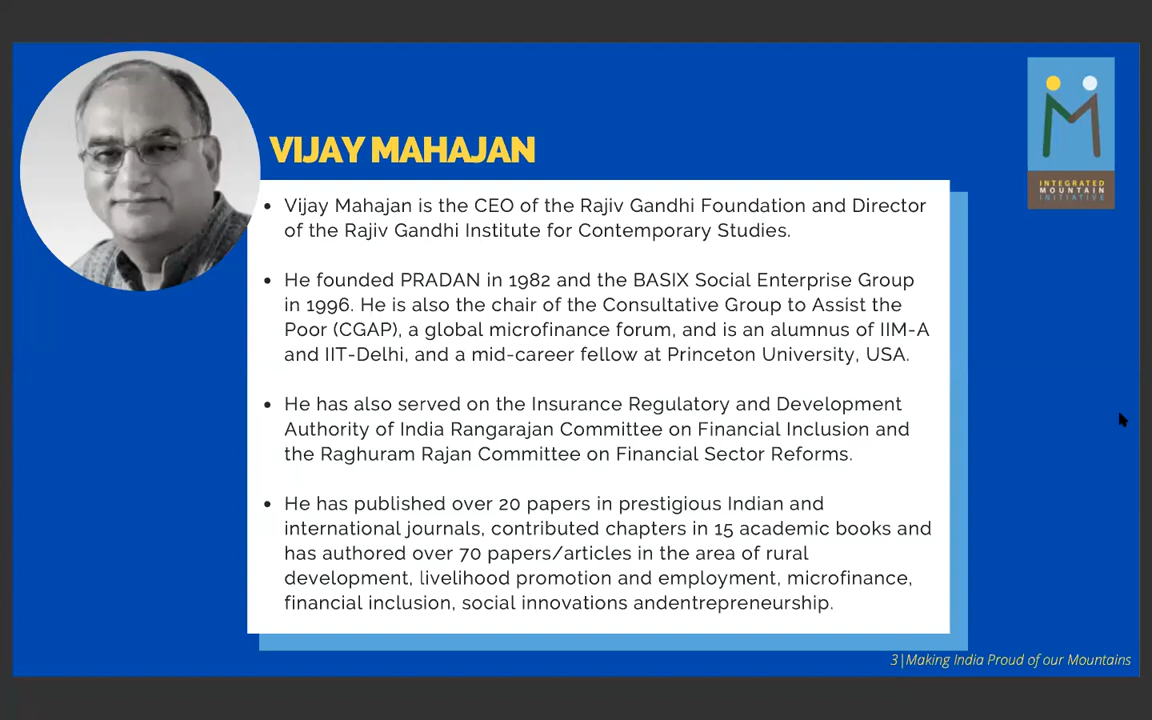 VIJAY MAHAJAN
INTEGRATED
MOUNTAIN
INITIATIVE
• Vijay Mahajan is the CEO of the Rajiv Gandhi Foundation and Director
of the Rajiv Gandhi Institute for Contemporary Studies.
• He founded PRADAN in 1982 and the BASIX Social Enterprise Group
in 1996. He is also the chair of the Consultative Group to Assist the
Poor (CGAP), a global microfinance forum, and is an alumnus of IIM-A
and IIT-Delhi, and a mid-career fellow at Princeton University, USA.
• He has also served on the Insurance Regulatory and Development
Authority of India Rangarajan Committee on Financial Inclusion and
the Raghuram Rajan Committee on Financial Sector Reforms.
• He has published over 20 papers in prestigious Indian and
international journals, contributed chapters in 15 academic books and
has authored over 70 papers/articles in the area of rural
development, livelihood promotion and employment, microfinance,
financial inclusion, social innovations andentrepreneurship.
3|Making India Proud of our Mountains